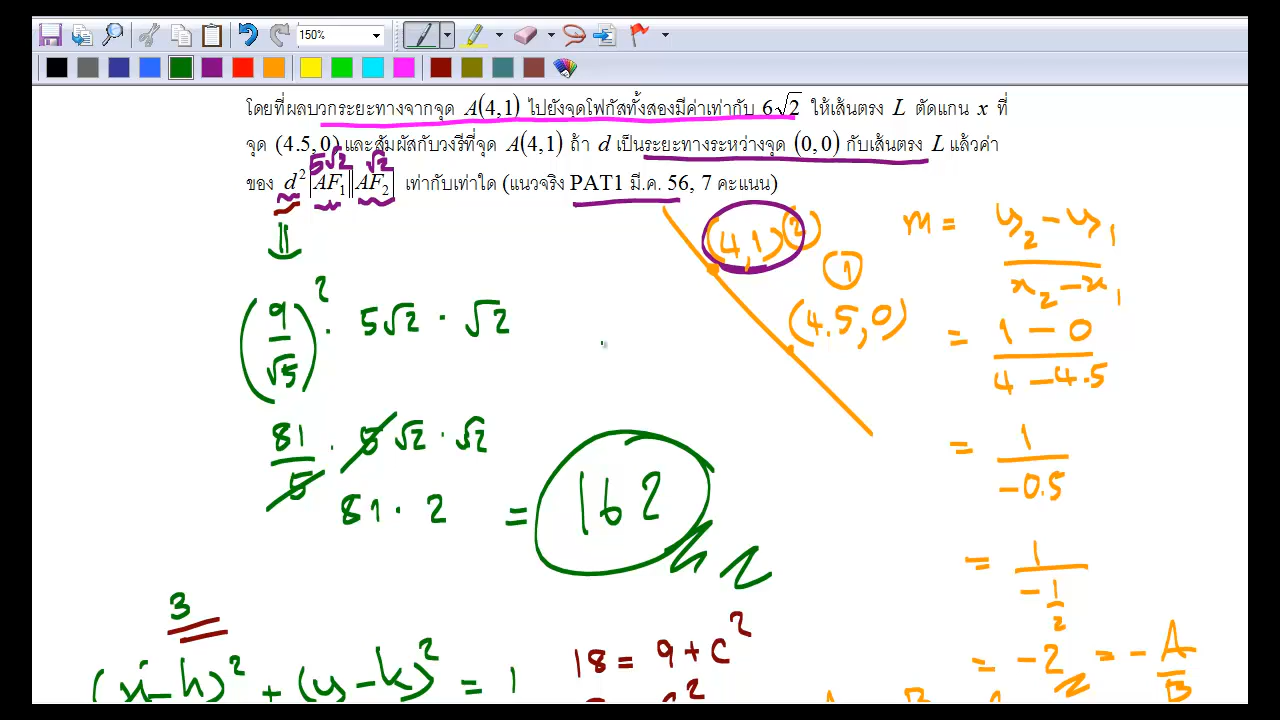 150%
โดยที่ผลบวกระยะทางจากจุด A(4,1) ไปยังจุดโฟกัสทั้งสองมีค่าเท่ากับ 6√2 ให้เส้นตรง L ตัดแกน x ที่
จุด (4.5,0) และสัมผัสกับวงรีที่จุด A(4,1) ถ้า d เป็นระยะทางระหว่างจุด (0,0) กับเส้นตรง L แล้วค่า
5√2 √2
ของ d²|AF₁||AF₂| เท่ากับเท่าใด (แนวจริง PAT1 มี.ค. 56, 7 คะแนน)
(4,1) 2
1
(4.5,0)
m = y₂-y₁/x₂-x₁
= 1-0/4-4.5
= 1/-0.5
= 1/-1/2
= -2 = -A/B
(9/√5)² · 5√2 · √2
81/5 · 5√2 · √2
81 · 2 = 162
3
(x-h)² + (y-k)² = 1
18 = 9 + c²